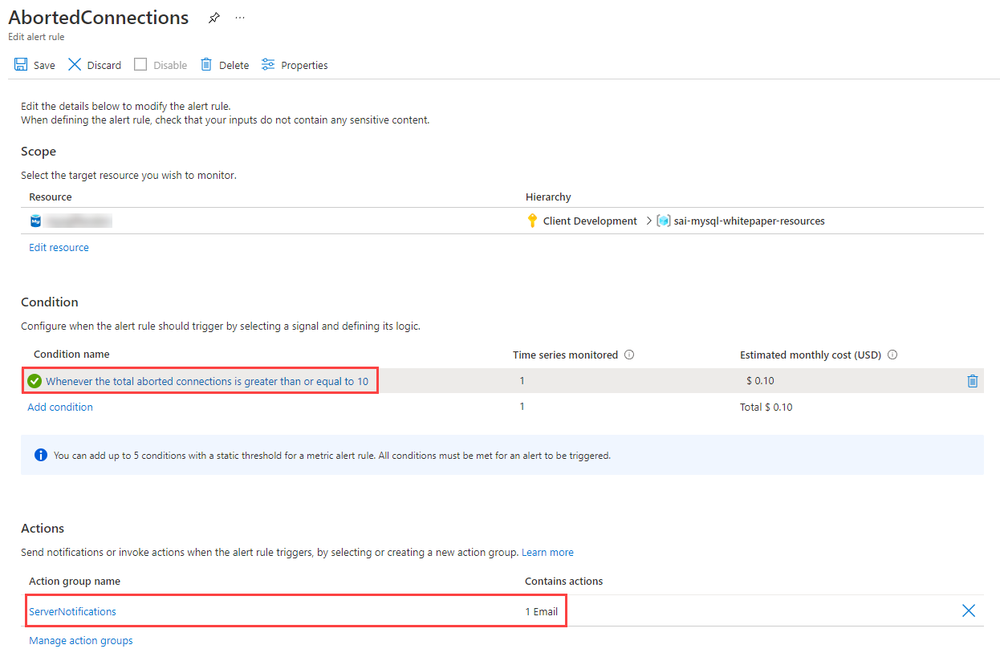 AbortedConnections
Edit alert rule
Save Discard Disable Delete Properties
Edit the details below to modify the alert rule.
When defining the alert rule, check that your inputs do not contain any sensitive content.
Scope
Select the target resource you wish to monitor.
Resource Hierarchy
My Client Development > sai-mysql-whitepaper-resources
Edit resource
Condition
Configure when the alert rule should trigger by selecting a signal and defining its logic.
Condition name Time series monitored Estimated monthly cost (USD)
Whenever the total aborted connections is greater than or equal to 10 1 $ 0.10
Add condition 1 Total $ 0.10
You can add up to 5 conditions with a static threshold for a metric alert rule. All conditions must be met for an alert to be triggered.
Actions
Send notifications or invoke actions when the alert rule triggers, by selecting or creating a new action group. Learn more
Action group name Contains actions
ServerNotifications 1 Email
Manage action groups